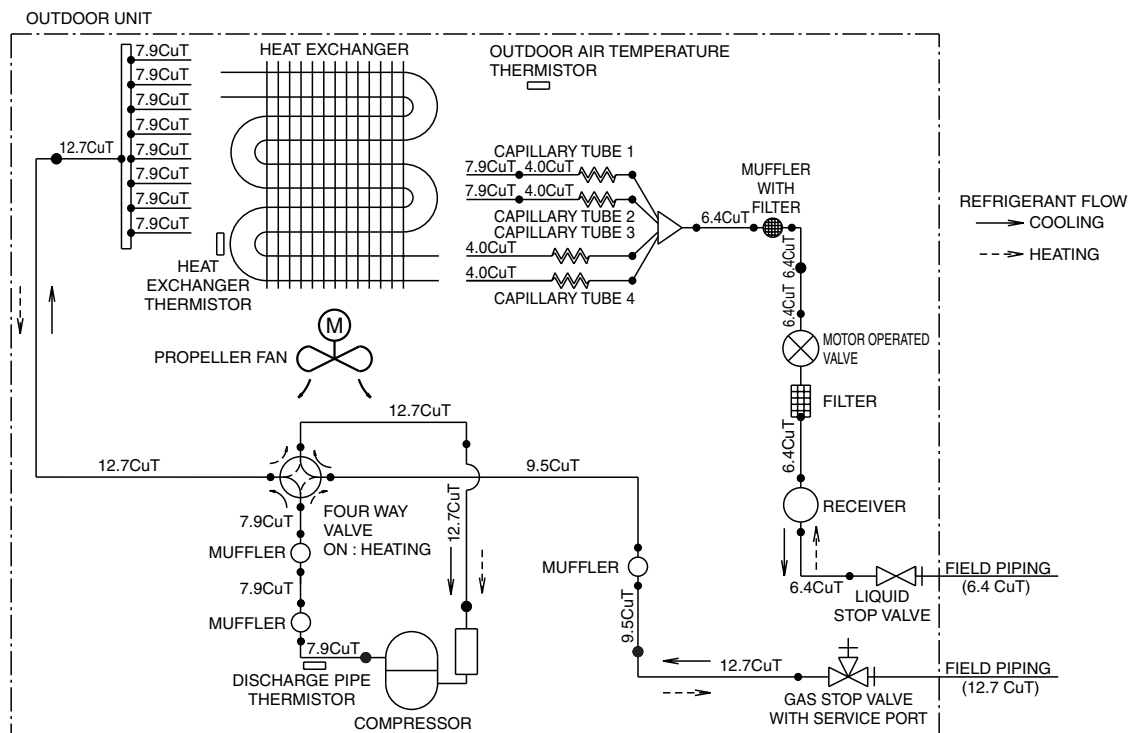 OUTDOOR UNIT
7.9CuT
7.9CuT
7.9CuT
7.9CuT
7.9CuT
7.9CuT
7.9CuT
7.9CuT
12.7CuT
HEAT EXCHANGER
OUTDOOR AIR TEMPERATURE
THERMISTOR
CAPILLARY TUBE 1
7.9CuT 4.0CuT
7.9CuT 4.0CuT
CAPILLARY TUBE 2
CAPILLARY TUBE 3
4.0CuT
4.0CuT
CAPILLARY TUBE 4
6.4CuT
MUFFLER
WITH
FILTER
6.4CuT
6.4CuT
REFRIGERANT FLOW
COOLING
HEATING
HEAT
EXCHANGER
THERMISTOR
M
PROPELLER FAN
MOTOR OPERATED
VALVE
FILTER
6.4CuT
RECEIVER
12.7CuT
12.7CuT
9.5CuT
12.7CuT
7.9CuT
FOUR WAY
VALVE
ON : HEATING
MUFFLER
7.9CuT
MUFFLER
7.9CuT
DISCHARGE PIPE
THERMISTOR
COMPRESSOR
MUFFLER
9.5CuT
6.4CuT
LIQUID
STOP VALVE
FIELD PIPING
(6.4 CuT)
12.7CuT
GAS STOP VALVE
WITH SERVICE PORT
FIELD PIPING
(12.7 CuT)